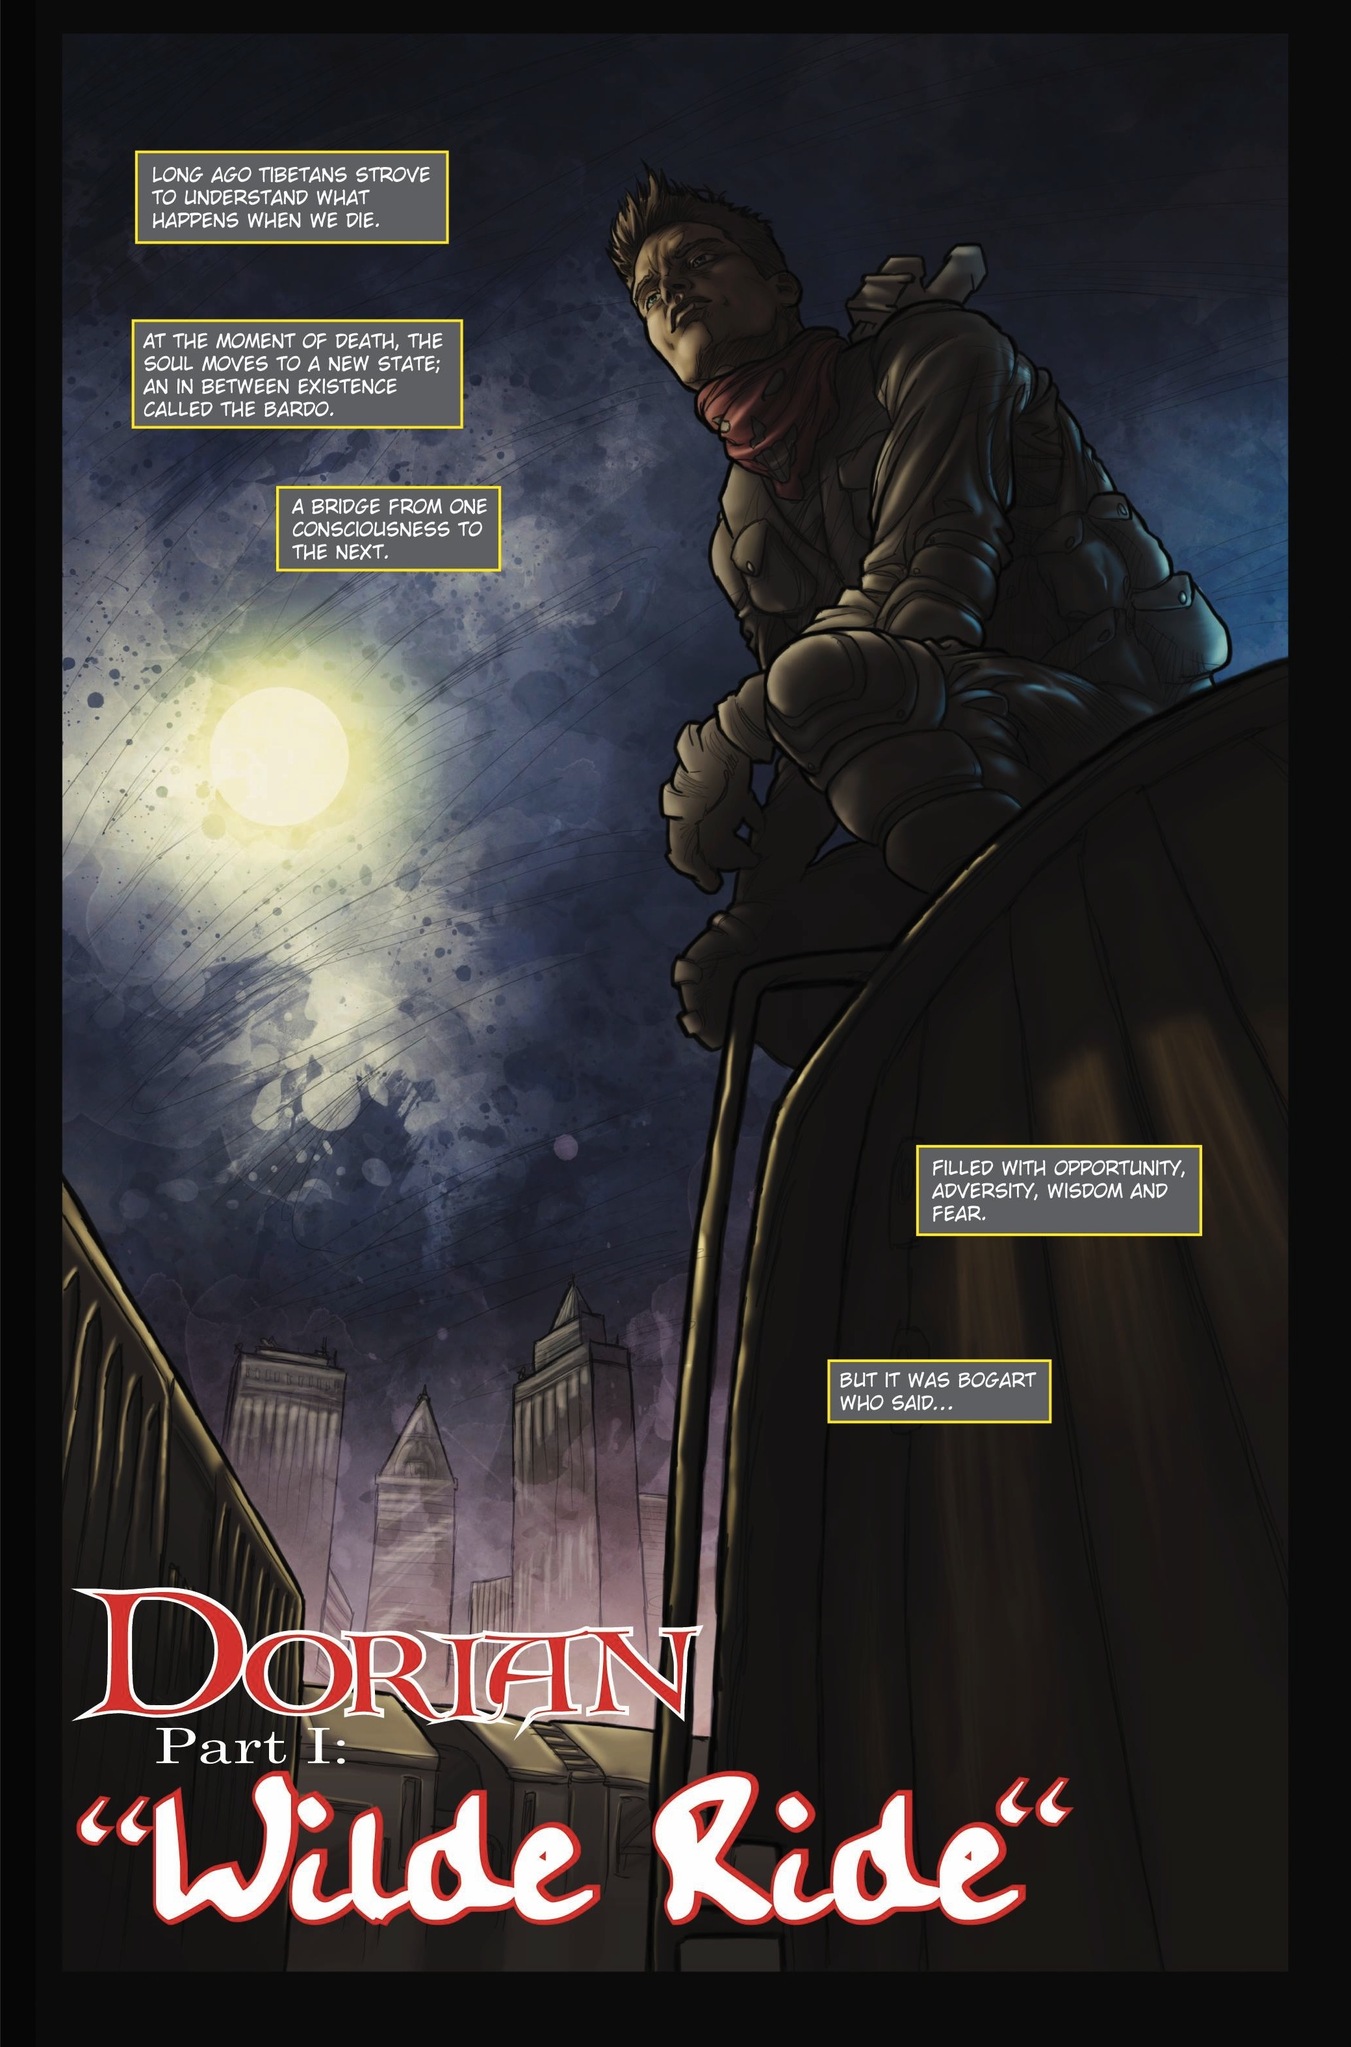 LONG AGO TIBETANS STROVE
TO UNDERSTAND WHAT
HAPPENS WHEN WE DIE.
AT THE MOMENT OF DEATH, THE
SOUL MOVES TO A NEW STATE;
AN IN BETWEEN EXISTENCE
CALLED THE BARDO.
A BRIDGE FROM ONE
CONSCIOUSNESS TO
THE NEXT.
FILLED WITH OPPORTUNITY,
ADVERSITY, WISDOM AND
FEAR.
BUT IT WAS BOGART
WHO SAID...
DORIAN
Part I:
“Wilde Ride“